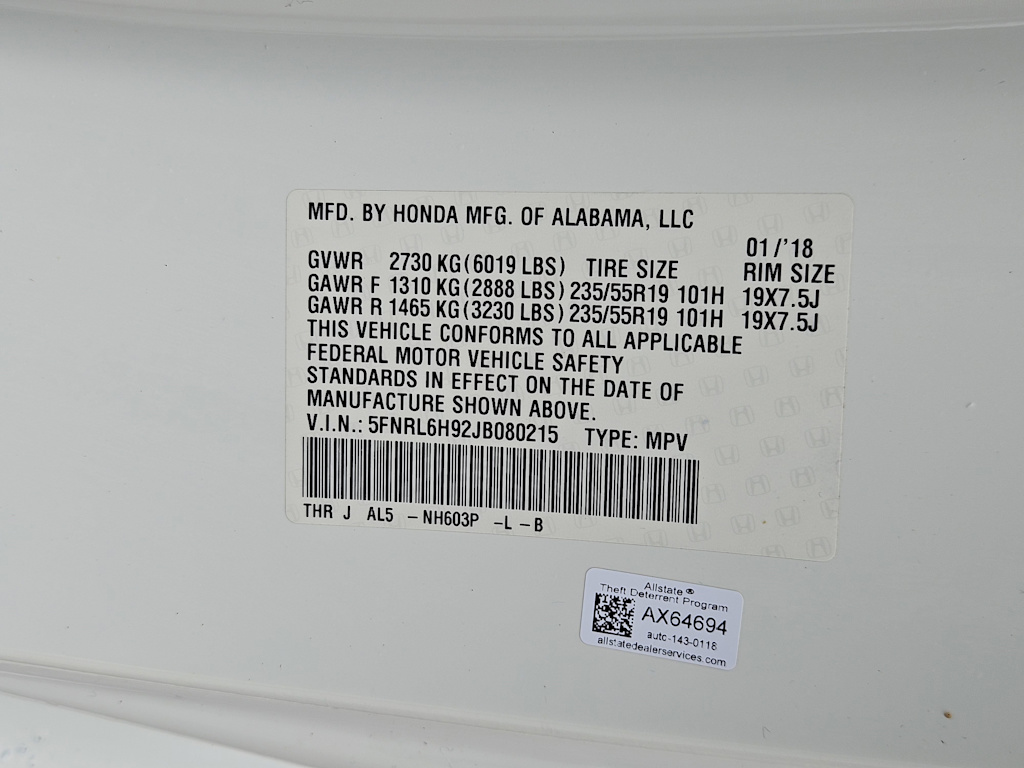 MFD. BY HONDA MFG. OF ALABAMA, LLC
01/'18
GVWR 2730 KG(6019 LBS) TIRE SIZE RIM SIZE
GAWR F 1310 KG(2888 LBS) 235/55R19 101H 19X7.5J
GAWR R 1465 KG(3230 LBS) 235/55R19 101H 19X7.5J
THIS VEHICLE CONFORMS TO ALL APPLICABLE
FEDERAL MOTOR VEHICLE SAFETY
STANDARDS IN EFFECT ON THE DATE OF
MANUFACTURE SHOWN ABOVE.
V.I.N.: 5FNRL6H92JB080215 TYPE: MPV
THR J AL5 -NH603P -L -B
Allstate ®
Theft Deterrent Program
AX64694
auto-143-0118
allstatedealerservices.com